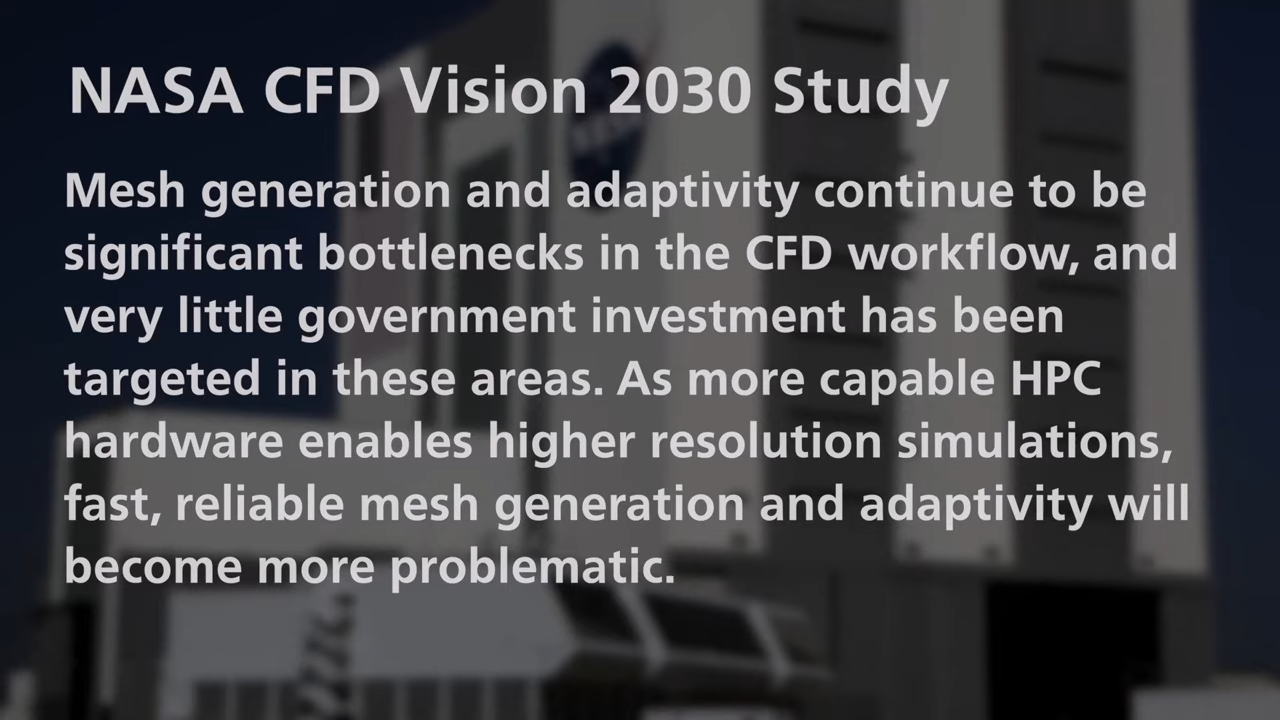 NASA CFD Vision 2030 Study
Mesh generation and adaptivity continue to be
significant bottlenecks in the CFD workflow, and
very little government investment has been
targeted in these areas. As more capable HPC
hardware enables higher resolution simulations,
fast, reliable mesh generation and adaptivity will
become more problematic.